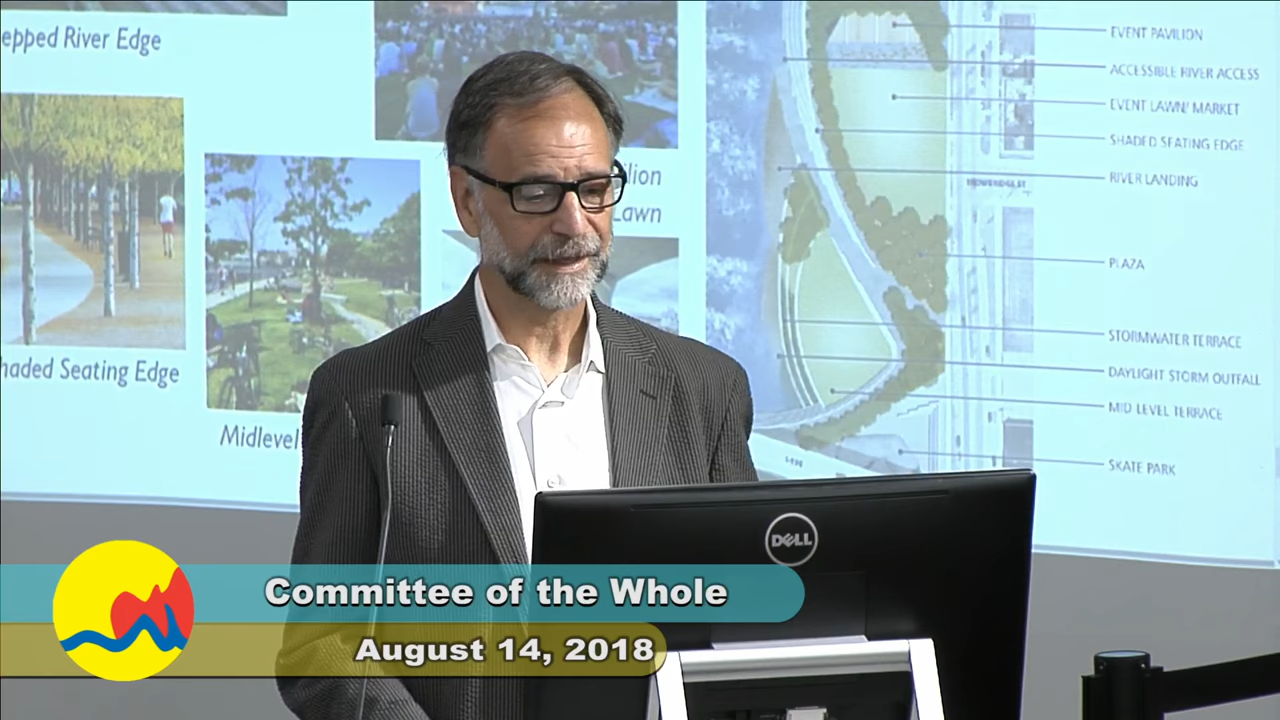 epped River Edge
haded Seating Edge
Midlevel
lion
Lawn
EVENT PAVILION
ACCESSIBLE RIVER ACCESS
EVENT LAWN/ MARKET
SHADED SEATING EDGE
RIVER LANDING
PLAZA
STORMWATER TERRACE
DAYLIGHT STORM OUTFALL
MID LEVEL TERRACE
SKATE PARK
DELL
Committee of the Whole
August 14, 2018